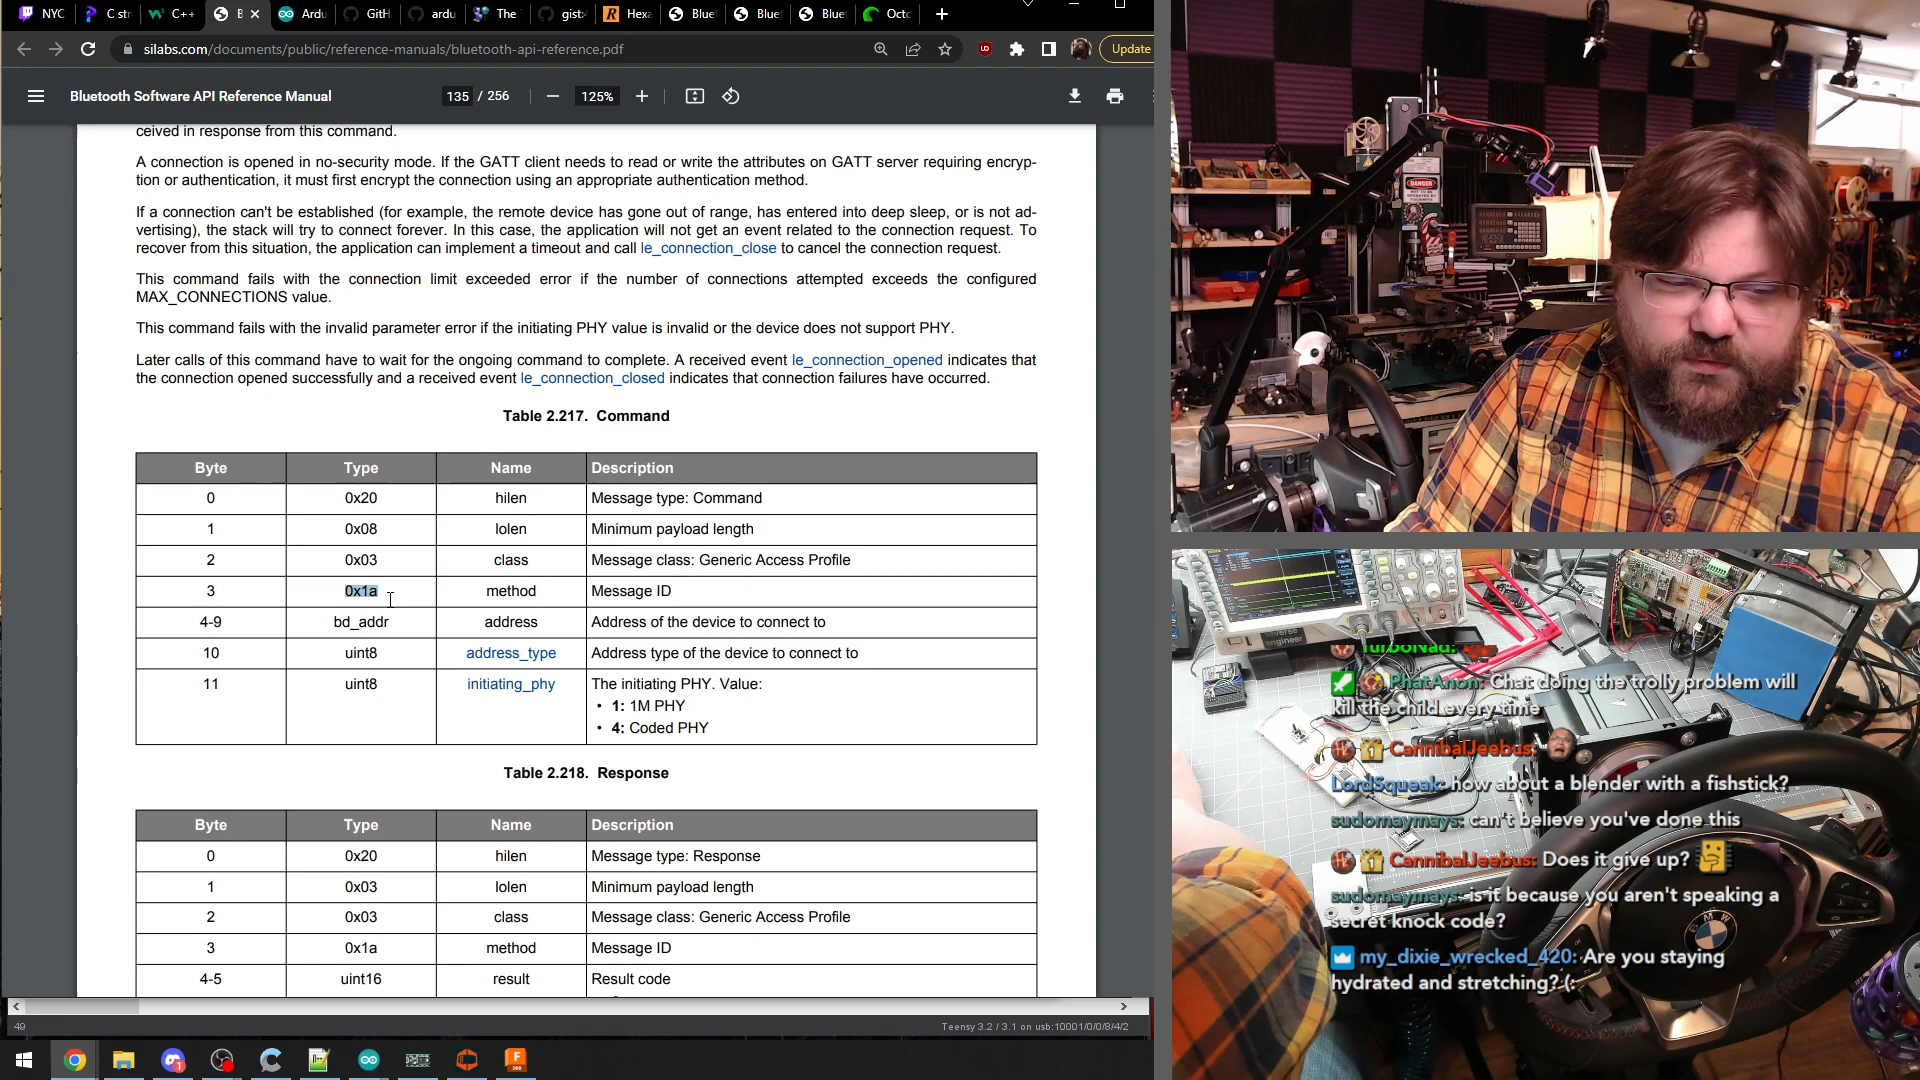 NYC
C str
C++
B
Ardu
GitH
ardu
The
gist:
Hexa
Bluet
Bluet
Bluet
Octo
silabs.com/documents/public/reference-manuals/bluetooth-api-reference.pdf
Update
Bluetooth Software API Reference Manual
135 / 256
125%
ceived in response from this command.
A connection is opened in no-security mode. If the GATT client needs to read or write the attributes on GATT server requiring encryp-
tion or authentication, it must first encrypt the connection using an appropriate authentication method.
If a connection can't be established (for example, the remote device has gone out of range, has entered into deep sleep, or is not ad-
vertising), the stack will try to connect forever. In this case, the application will not get an event related to the connection request. To
recover from this situation, the application can implement a timeout and call le_connection_close to cancel the connection request.
This command fails with the connection limit exceeded error if the number of connections attempted exceeds the configured
MAX_CONNECTIONS value.
This command fails with the invalid parameter error if the initiating PHY value is invalid or the device does not support PHY.
Later calls of this command have to wait for the ongoing command to complete. A received event le_connection_opened indicates that
the connection opened successfully and a received event le_connection_closed indicates that connection failures have occurred.
Table 2.217. Command
Byte Type Name Description
0 0x20 hilen Message type: Command
1 0x08 lolen Minimum payload length
2 0x03 class Message class: Generic Access Profile
3 0x1a method Message ID
4-9 bd_addr address Address of the device to connect to
10 uint8 address_type Address type of the device to connect to
11 uint8 initiating_phy The initiating PHY. Value:
• 1: 1M PHY
• 4: Coded PHY
Table 2.218. Response
Byte Type Name Description
0 0x20 hilen Message type: Response
1 0x03 lolen Minimum payload length
2 0x03 class Message class: Generic Access Profile
3 0x1a method Message ID
4-5 uint16 result Result code
49
Teensy 3.2 / 3.1 on usb:10001/0/0/8/4/2
DANGER
reverse
engineer
TurboNad:
PhatAnon: Chat doing the trolly problem will
kill the child every time
CannibalJeebus:
LordSqueak: how about a blender with a fishstick?
sudomaymays: can't believe you've done this
CannibalJeebus: Does it give up?
sudomaymays: is it because you aren't speaking a
secret knock code?
my_dixie_wrecked_420: Are you staying
hydrated and stretching? (:
BMW